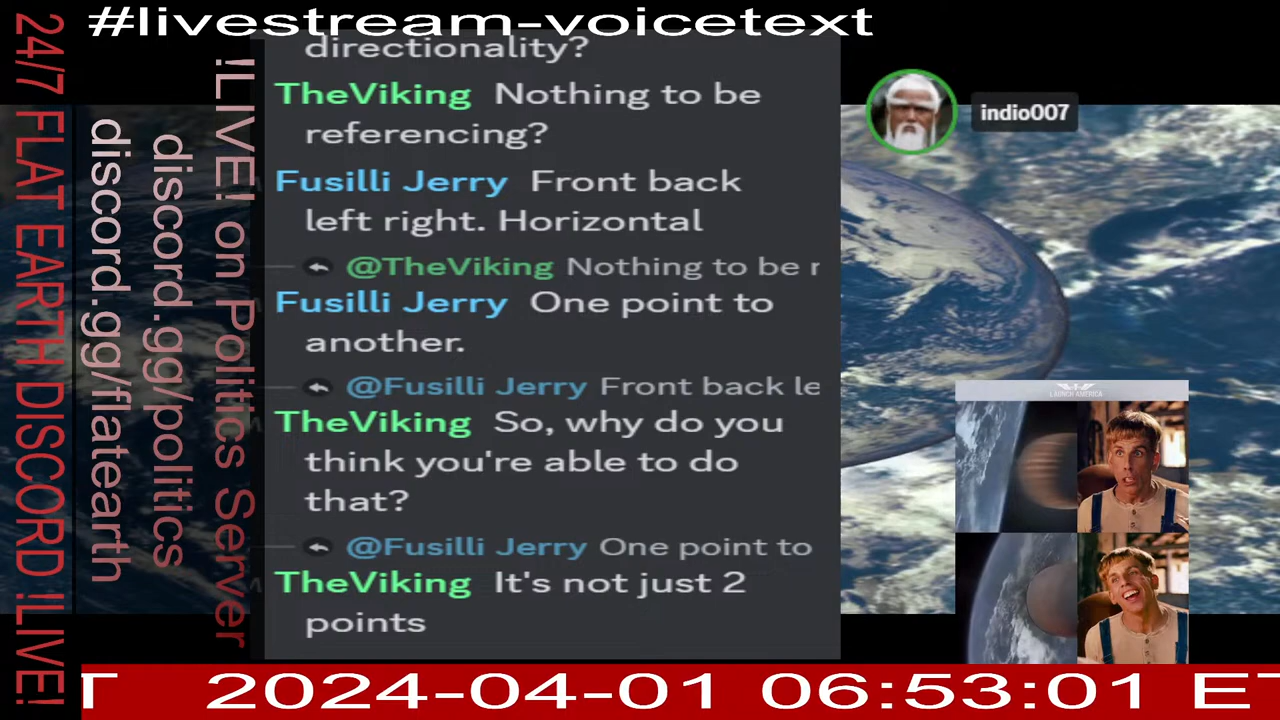 #livestream-voicetext
24/7 FLAT EARTH DISCORD !LIVE!
discord.gg/flatearth
discord.gg/politics
!LIVE! on Politics Server
directionality?
TheViking Nothing to be
referencing?
Fusilli Jerry Front back
left right. Horizontal
@TheViking Nothing to be r
Fusilli Jerry One point to
another.
@Fusilli Jerry Front back le
TheViking So, why do you
think you're able to do
that?
@Fusilli Jerry One point to
TheViking It's not just 2
points
indio007
LAUNCH AMERICA
T 2024-04-01 06:53:01 ET